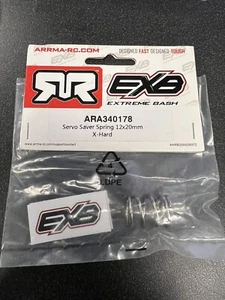 ARRMA-RC.COM
DESIGNED FAST DESIGNED TOUGH
EXB
EXTREME BASH
ARA340178
Servo Saver Spring 12x20mm
X-Hard
LDPE
EXB